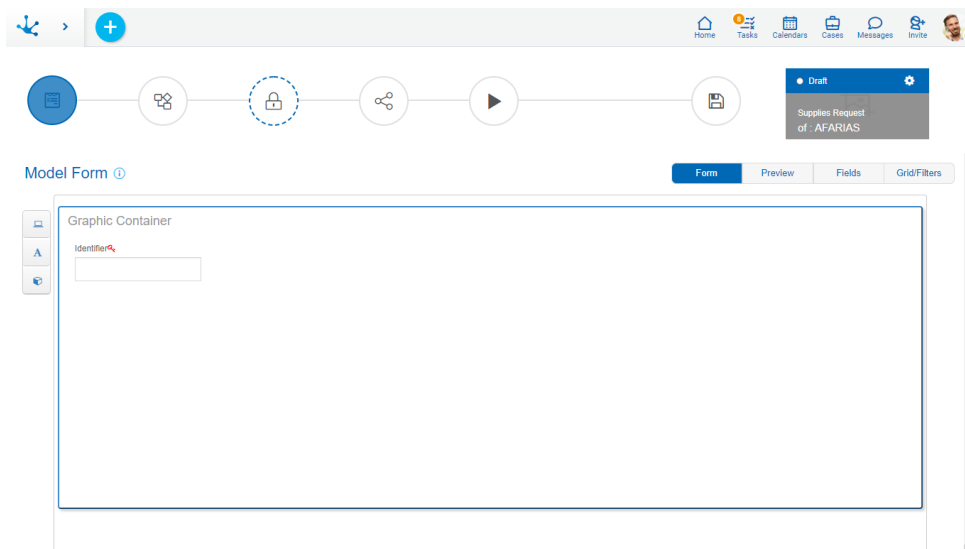 Home
8
Tasks
Calendars
Cases
Messages
Invite
Draft
Supplies Request
of : AFARIAS
Model Form
Form
Preview
Fields
Grid/Filters
Graphic Container
Identifier
A